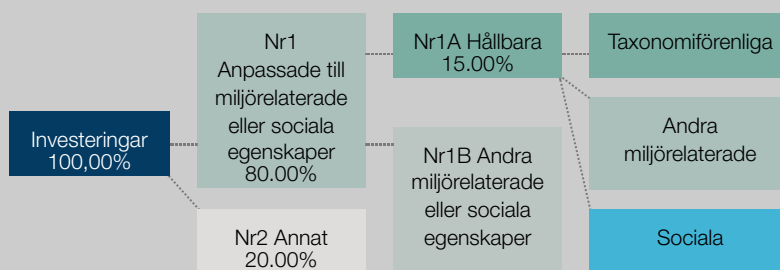 Investeringar
100,00%
Nr1
Anpassade till
miljörelaterade
eller sociala
egenskaper
80.00%
Nr2 Annat
20.00%
Nr1A Hållbara
15.00%
Nr1B Andra
miljörelaterade
eller sociala
egenskaper
Taxonomiförenliga
Andra
miljörelaterade
Sociala